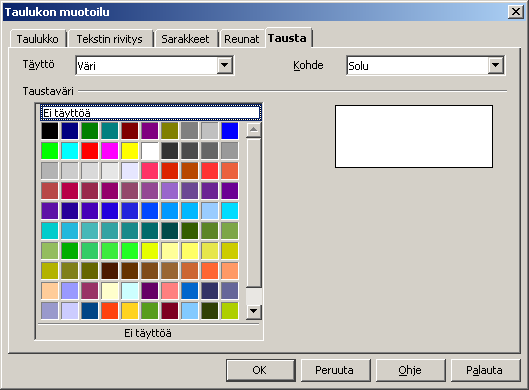 Taulukon muotoilu
Taulukko Tekstin rivitys Sarakkeet Reunat Tausta
Täyttö Väri Kohde Solu
Taustaväri
Ei täyttöä
Ei täyttöä
OK Peruuta Ohje Palauta